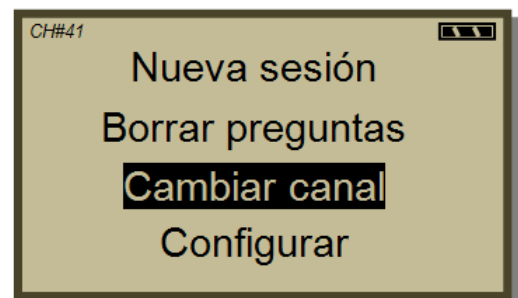 CH#41
Nueva sesión
Borrar preguntas
Cambiar canal
Configurar